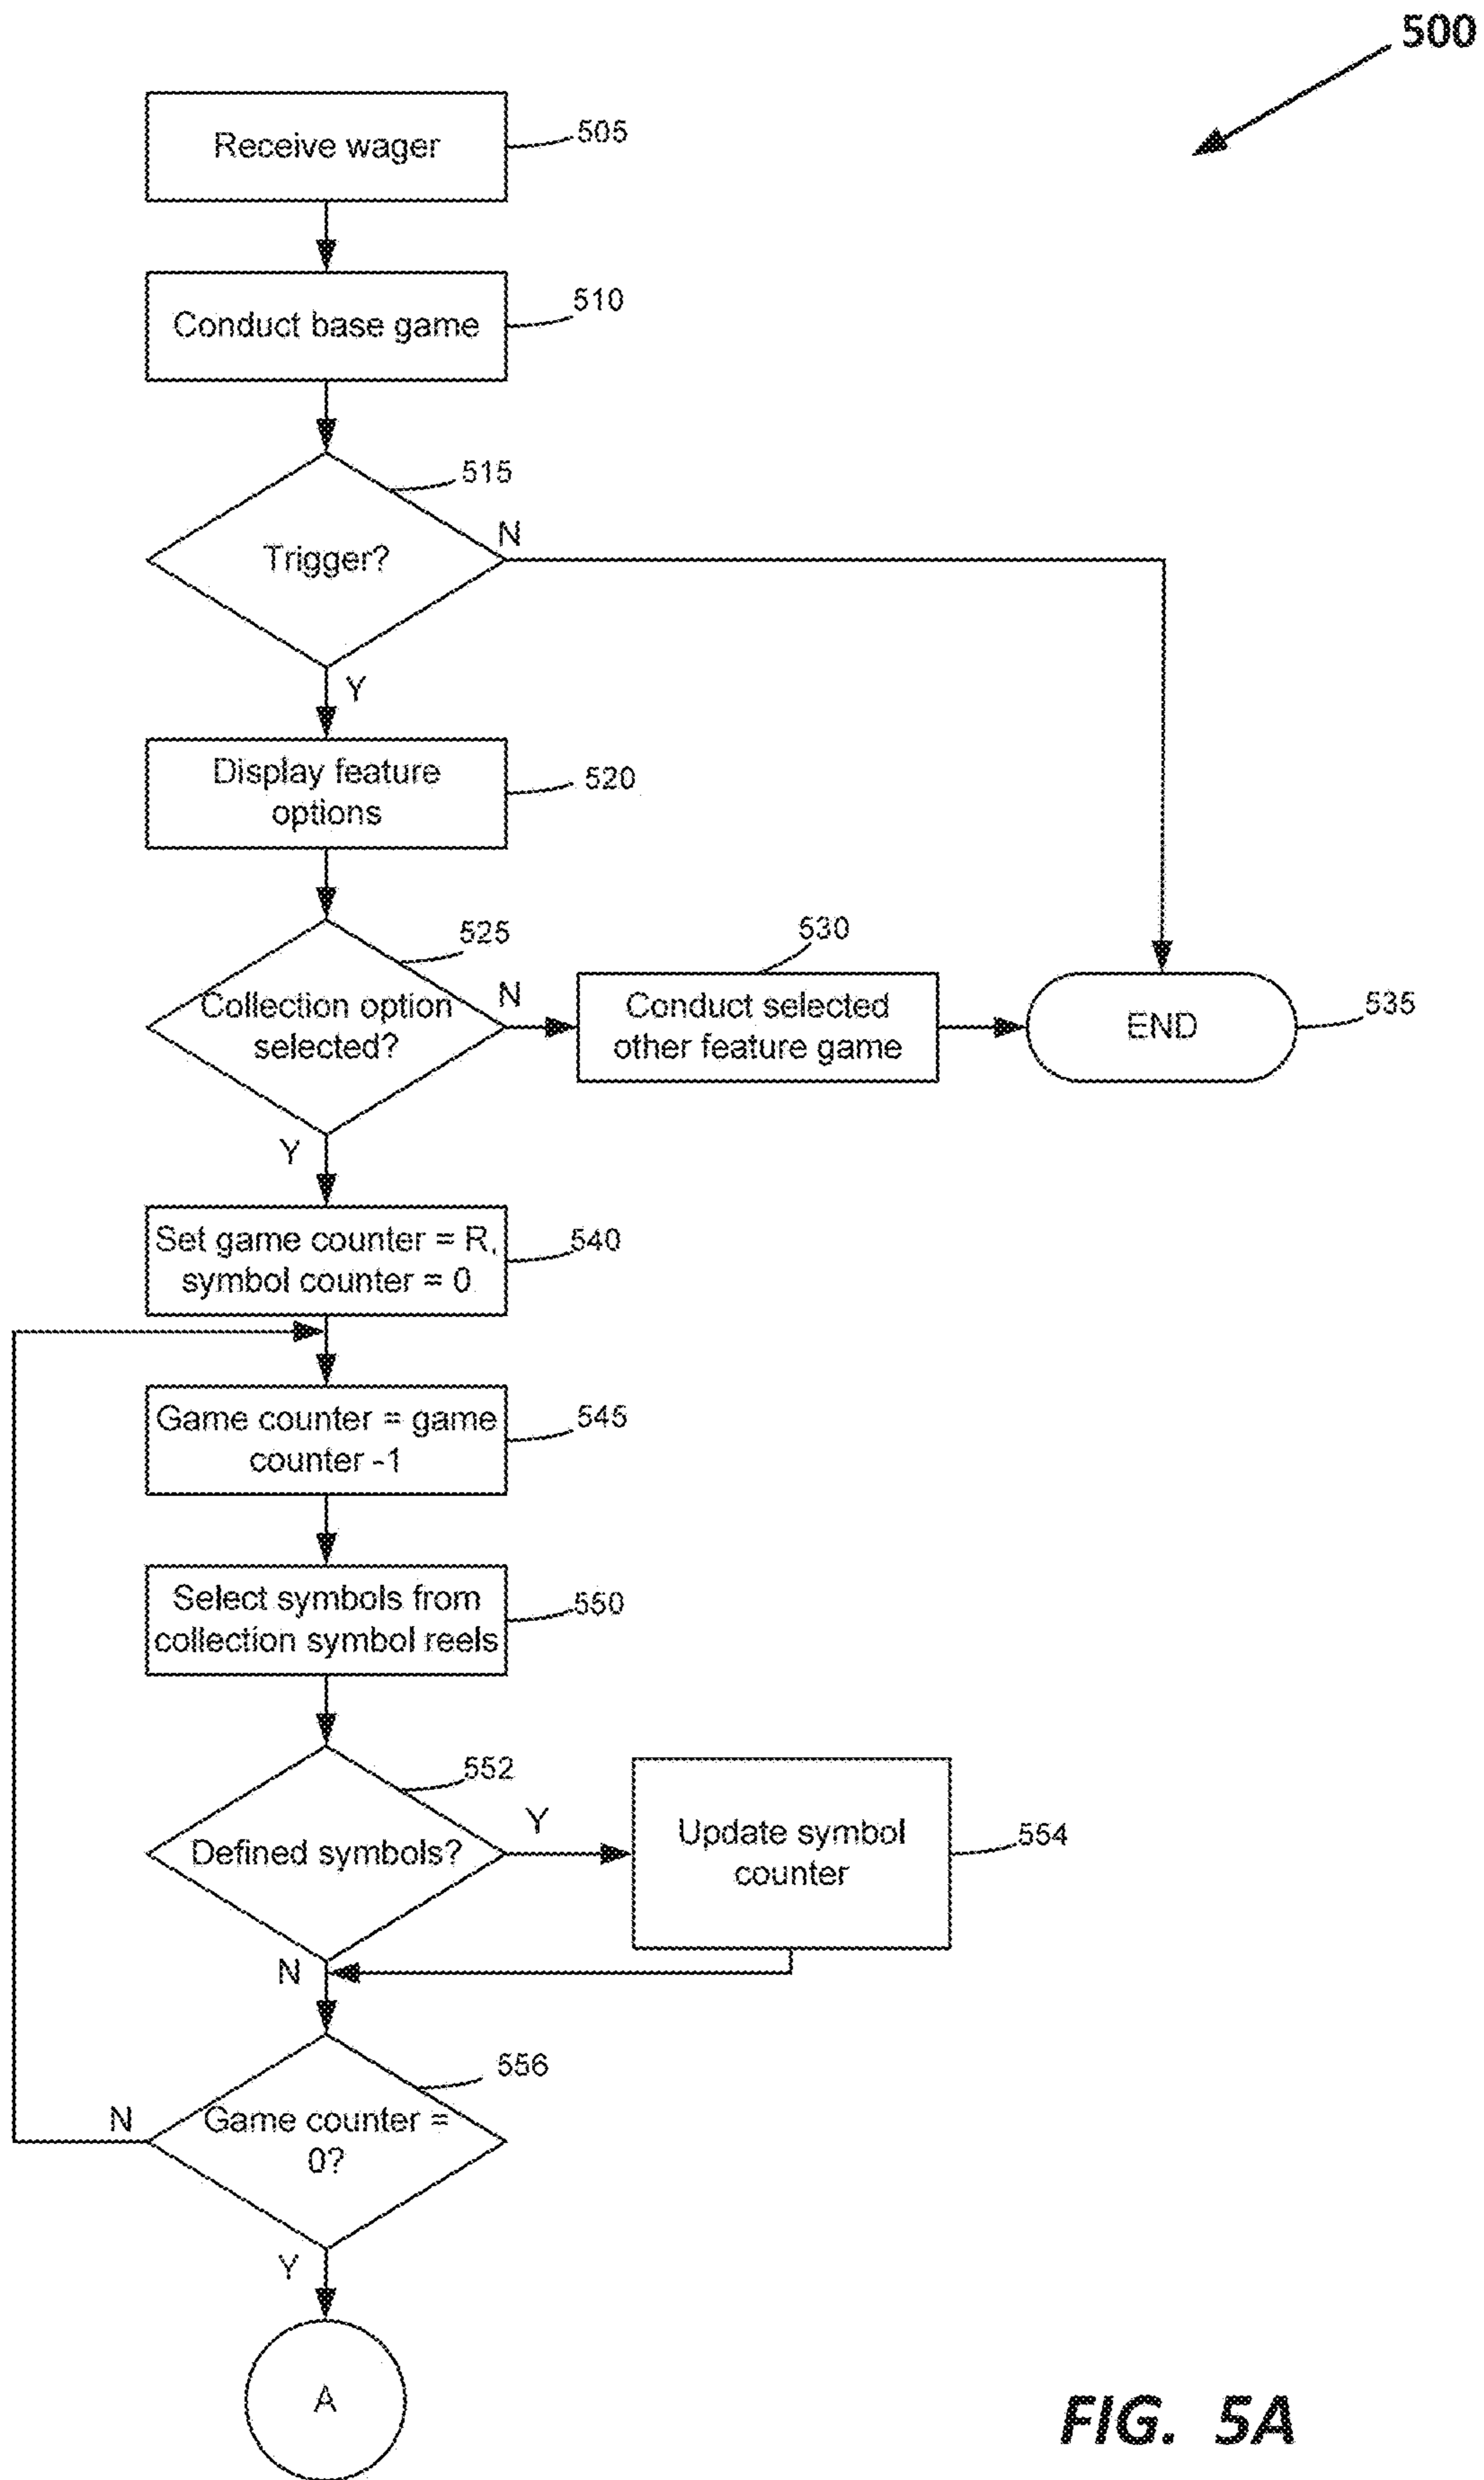 500
Receive wager
505
Conduct base game
510
515
Trigger?
N
Y
Display feature
options
520
525
Collection option
selected?
N
530
Conduct selected
other feature game
END
535
Y
Set game counter = R,
symbol counter = 0
540
Game counter = game
counter -1
545
Select symbols from
collection symbol reels
550
552
Defined symbols?
Y
Update symbol
counter
554
N
556
Game counter =
0?
N
Y
A
FIG. 5A